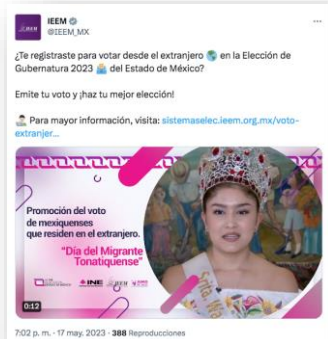 IEEM
@IEEM_MX
¿Te registraste para votar desde el extranjero 🌎 en la Elección de
Gubernatura 2023 🗳️ del Estado de México?
Emite tu voto y ¡haz tu mejor elección!
Para mayor información, visita: sistemaselec.ieem.org.mx/voto-
extranjer...
Promoción del voto
de mexiquenses
que residen en el extranjero.
"Día del Migrante
Tonatiquense"
INE
IEEM
0:12
7:02 p. m. · 17 may. 2023 · 388 Reproducciones